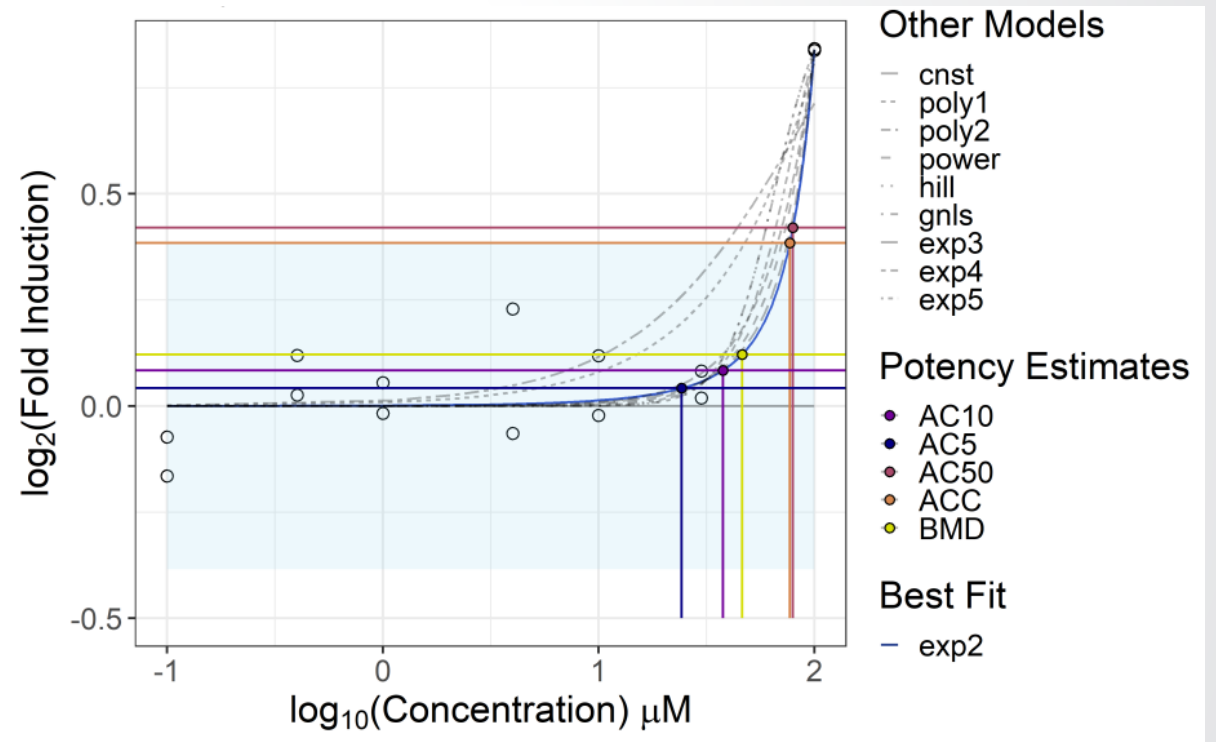 Other Models
cnst
poly1
poly2
power
hill
gnls
exp3
exp4
exp5
Potency Estimates
AC10
AC5
AC50
ACC
BMD
Best Fit
exp2
log₂(Fold Induction)
0.5
0.0
-0.5
-1
0
1
2
log₁₀(Concentration) μM